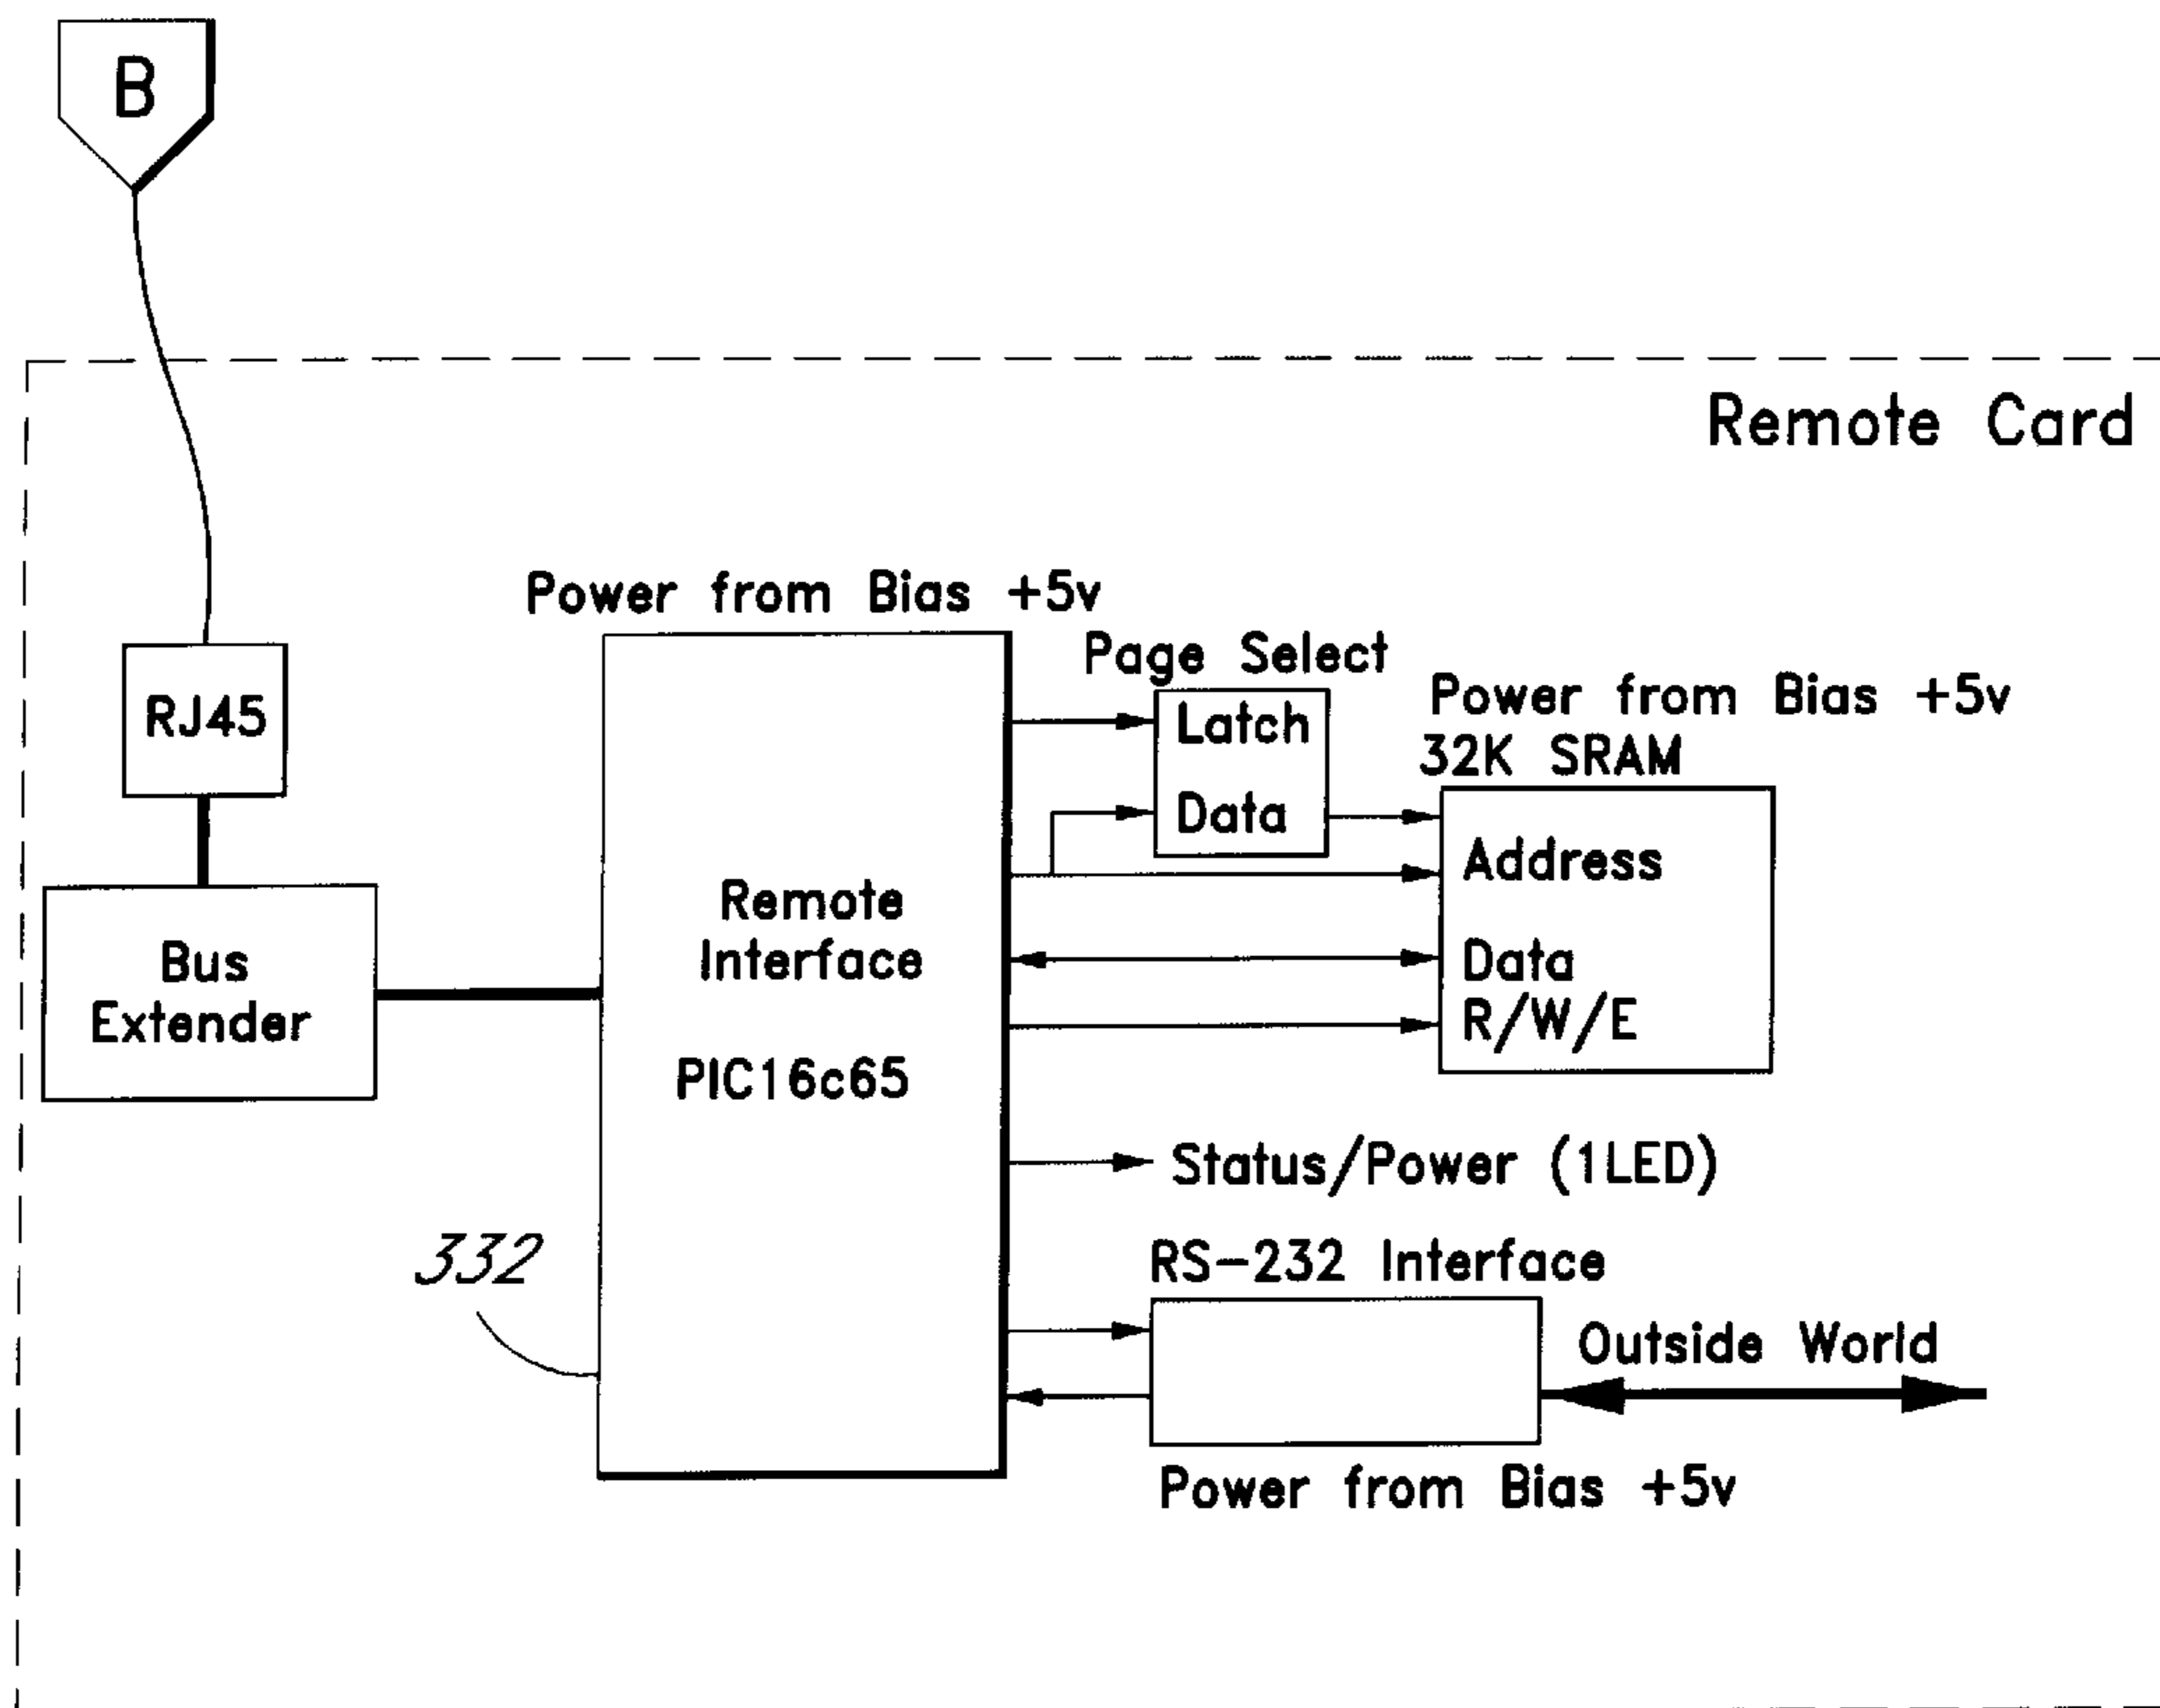 B
Remote Card
Power from Bias +5v
Page Select
Power from Bias +5v
32K SRAM
RJ45
Latch
Data
Address
Data
R/W/E
Remote
Interface
PIC16c65
Bus
Extender
Status/Power (1LED)
332
RS-232 Interface
Outside World
Power from Bias +5v